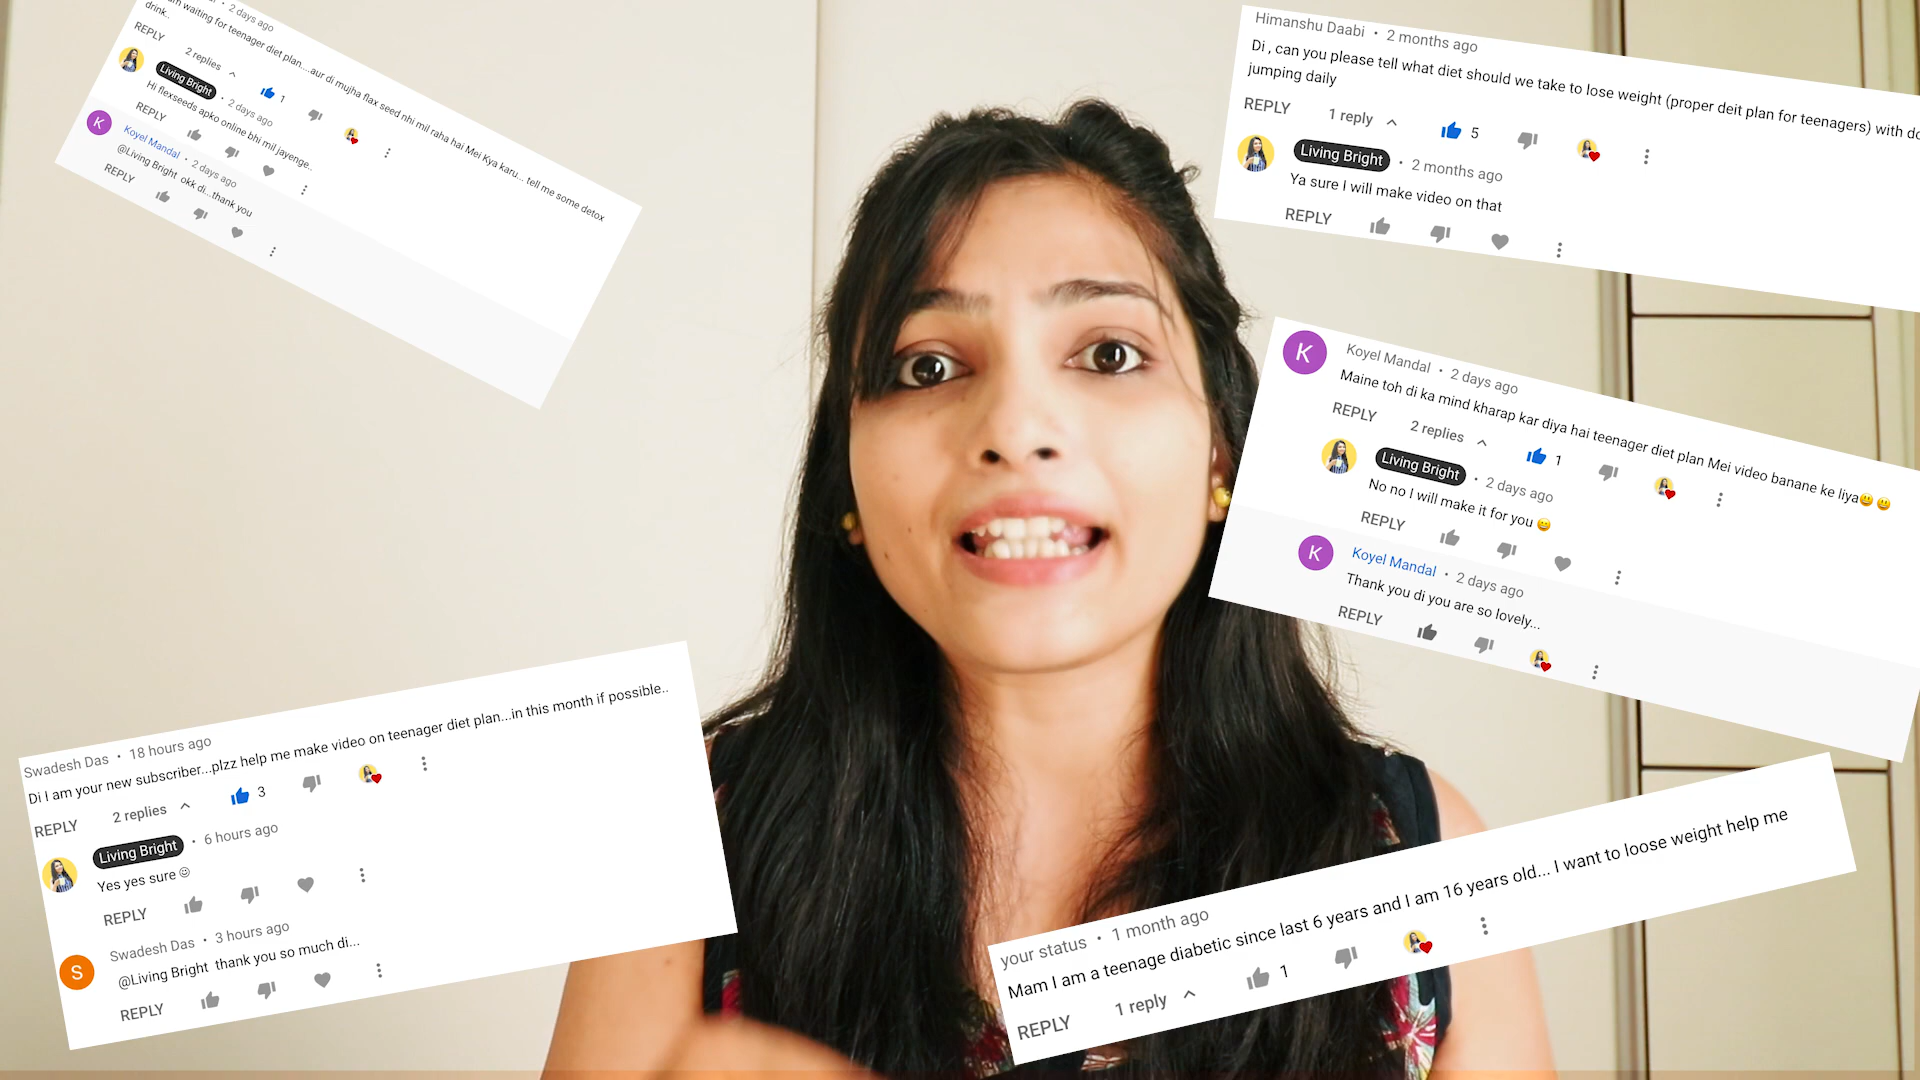 2 days ago
am waiting for teenager diet plan....aur di mujha flax seed nhi mil raha hai Mei Kya karu... tell me some detox
drink..
REPLY
2 replies
1
Living Bright • 2 days ago
Hi flexseeds apko online bhi mil jayenge..
REPLY
K
Koyel Mandal • 2 days ago
@Living Bright okk di...thank you
REPLY
Himanshu Daabi • 2 months ago
Di , can you please tell what diet should we take to lose weight (proper deit plan for teenagers) with
jumping daily
REPLY
1 reply
5
Living Bright • 2 months ago
Ya sure I will make video on that
REPLY
K
Koyel Mandal • 2 days ago
Maine toh di ka mind kharap kar diya hai teenager diet plan Mei video banane ke liya😃😃
REPLY
2 replies
1
Living Bright • 2 days ago
No no I will make it for you 😄
REPLY
K
Koyel Mandal • 2 days ago
Thank you di you are so lovely...
REPLY
Swadesh Das • 18 hours ago
Di I am your new subscriber...plzz help me make video on teenager diet plan...in this month if possible..
REPLY
2 replies
3
Living Bright • 6 hours ago
Yes yes sure☺
REPLY
S
Swadesh Das • 3 hours ago
@Living Bright thank you so much di...
REPLY
your status • 1 month ago
Mam I am a teenage diabetic since last 6 years and I am 16 years old... I want to loose weight help me
REPLY
1 reply
1